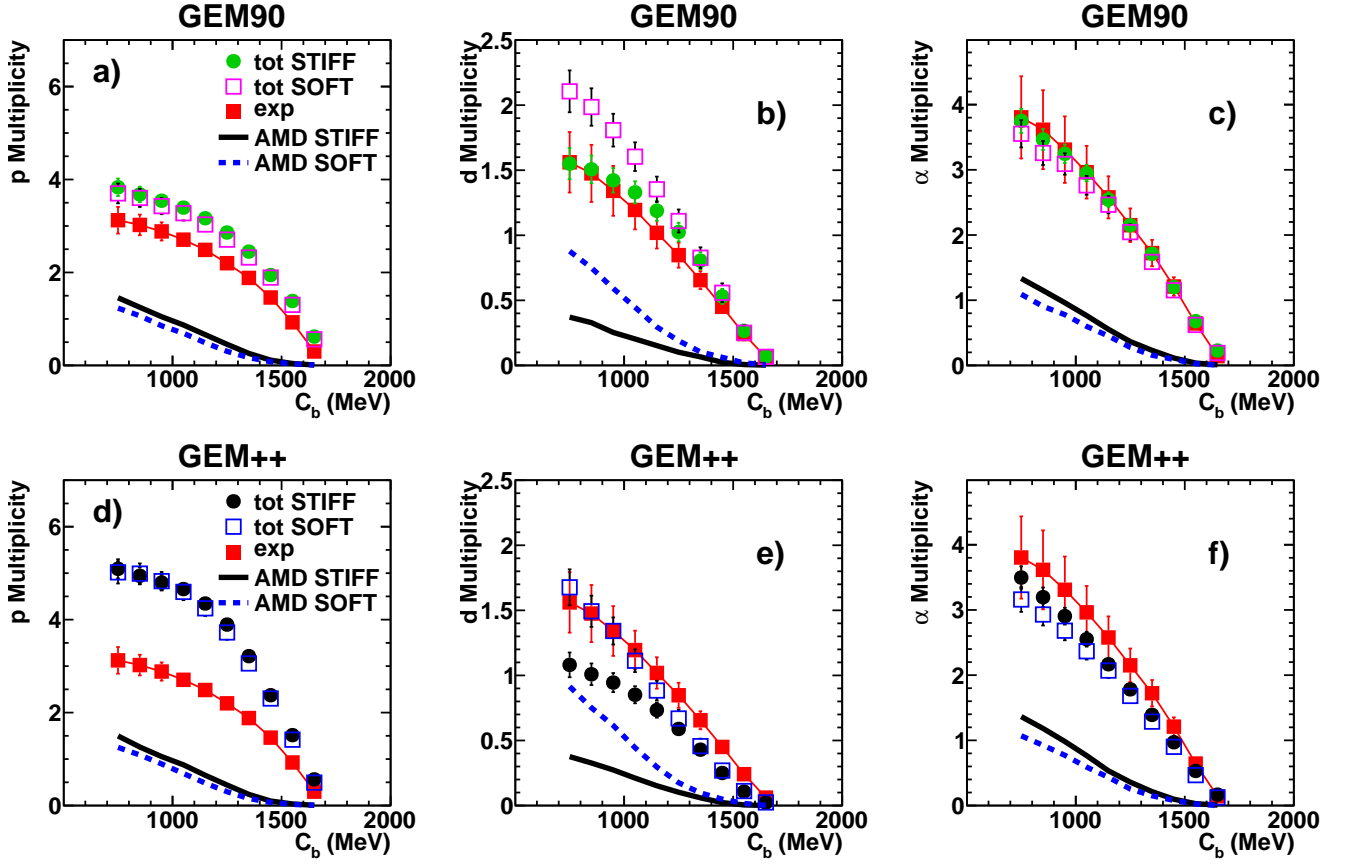 GEM90
p Multiplicity
a)
tot STIFF
tot SOFT
exp
AMD STIFF
AMD SOFT
6
4
2
0
1000
1500
2000
C_b (MeV)
GEM90
d Multiplicity
b)
2.5
2
1.5
1
0.5
0
1000
1500
2000
C_b (MeV)
GEM90
α Multiplicity
c)
4
3
2
1
0
1000
1500
2000
C_b (MeV)
GEM++
p Multiplicity
d)
tot STIFF
tot SOFT
exp
AMD STIFF
AMD SOFT
6
4
2
0
1000
1500
2000
C_b (MeV)
GEM++
d Multiplicity
e)
2.5
2
1.5
1
0.5
0
1000
1500
2000
C_b (MeV)
GEM++
α Multiplicity
f)
4
3
2
1
0
1000
1500
2000
C_b (MeV)